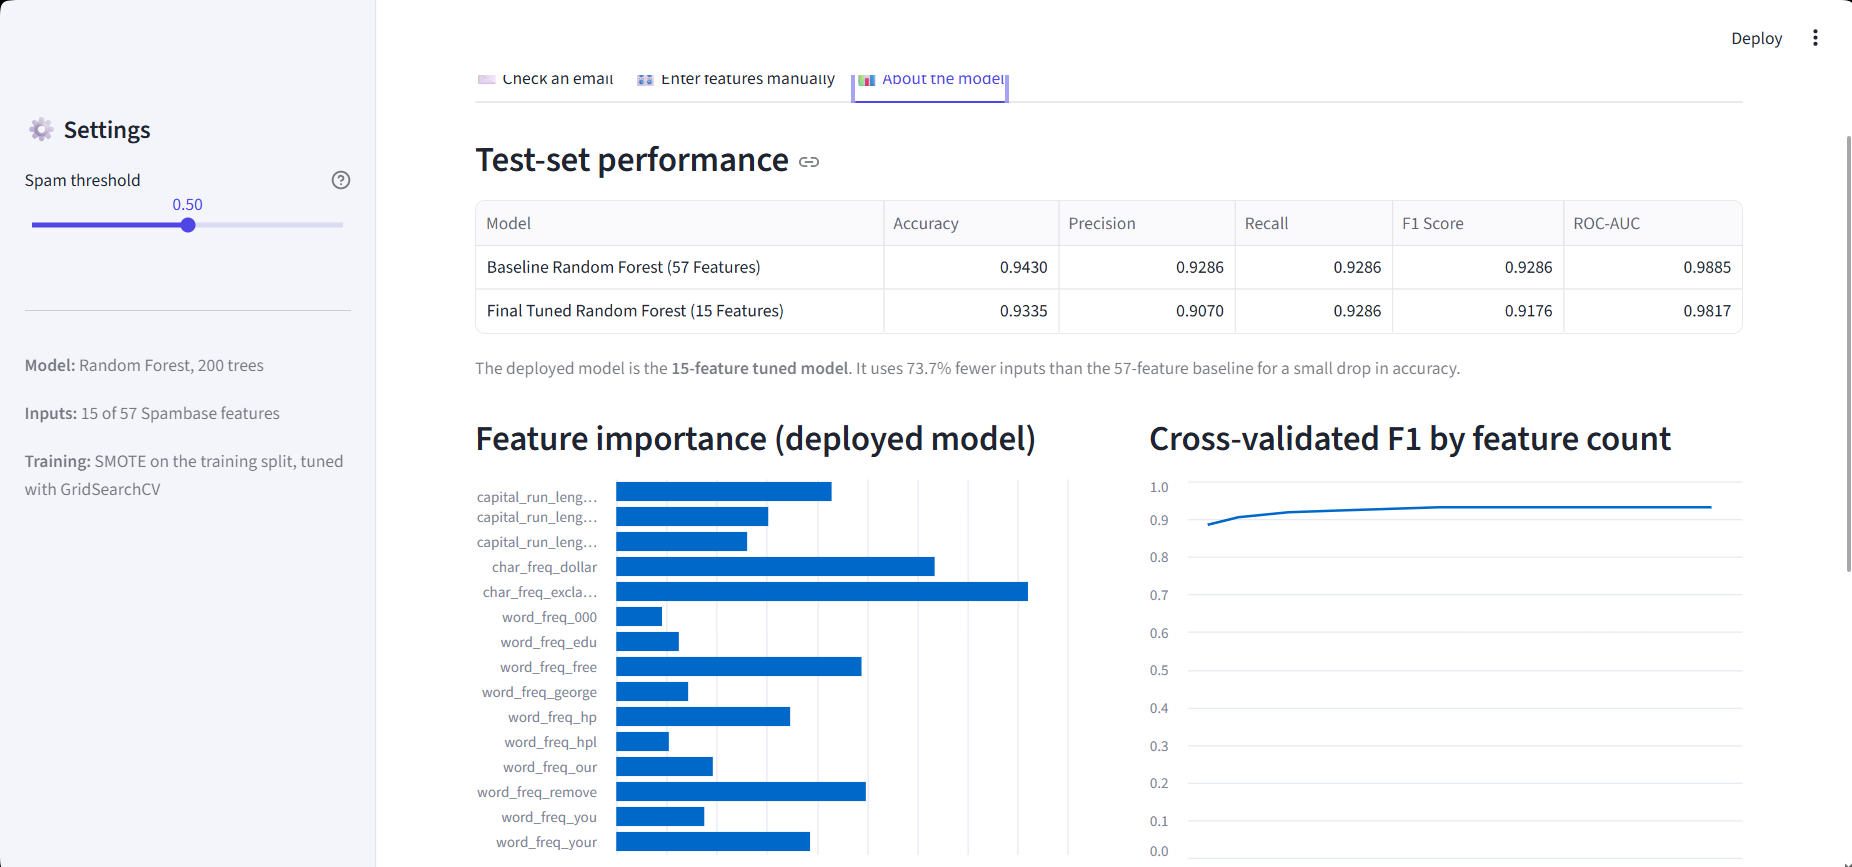 Deploy
Check an email
Enter features manually
About the model
Settings
Spam threshold
0.50
Model: Random Forest, 200 trees
Inputs: 15 of 57 Spambase features
Training: SMOTE on the training split, tuned
with GridSearchCV
Test-set performance
Model Accuracy Precision Recall F1 Score ROC-AUC
Baseline Random Forest (57 Features) 0.9430 0.9286 0.9286 0.9286 0.9885
Final Tuned Random Forest (15 Features) 0.9335 0.9070 0.9286 0.9176 0.9817
The deployed model is the 15-feature tuned model. It uses 73.7% fewer inputs than the 57-feature baseline for a small drop in accuracy.
Feature importance (deployed model)
capital_run_leng…
capital_run_leng…
capital_run_leng…
char_freq_dollar
char_freq_excla…
word_freq_000
word_freq_edu
word_freq_free
word_freq_george
word_freq_hp
word_freq_hpl
word_freq_our
word_freq_remove
word_freq_you
word_freq_your
Cross-validated F1 by feature count
1.0
0.9
0.8
0.7
0.6
0.5
0.4
0.3
0.2
0.1
0.0